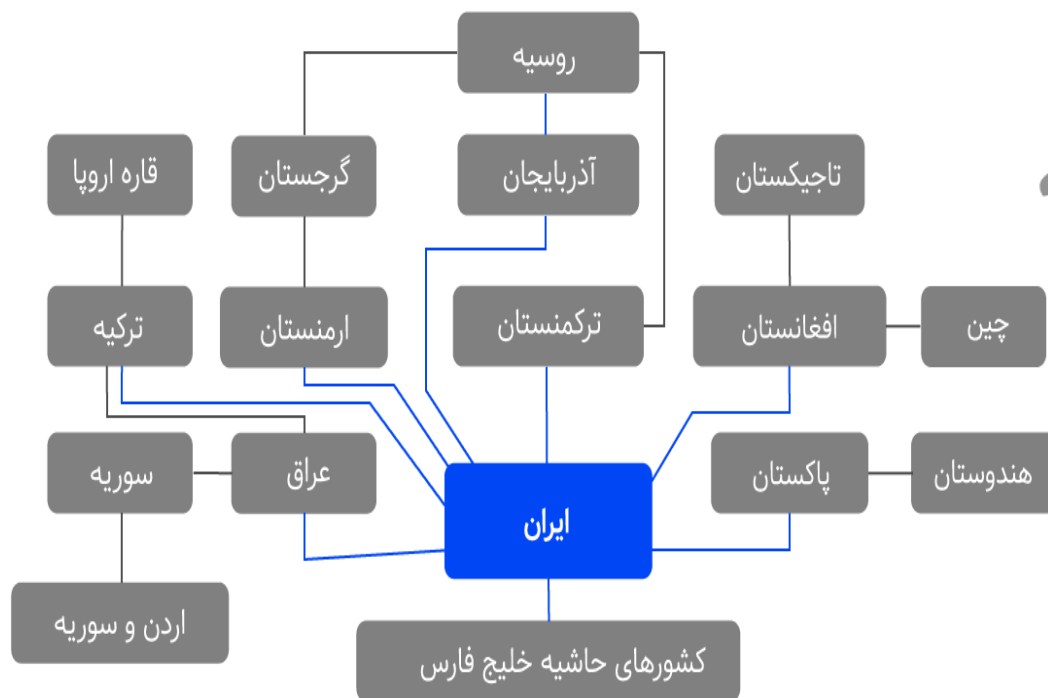 روسیه
قاره اروپا
گرجستان
آذربایجان
تاجیکستان
ترکیه
ارمنستان
ترکمنستان
افغانستان
چین
سوریه
عراق
پاکستان
هندوستان
ایران
اردن و سوریه
کشورهای حاشیه خلیج فارس